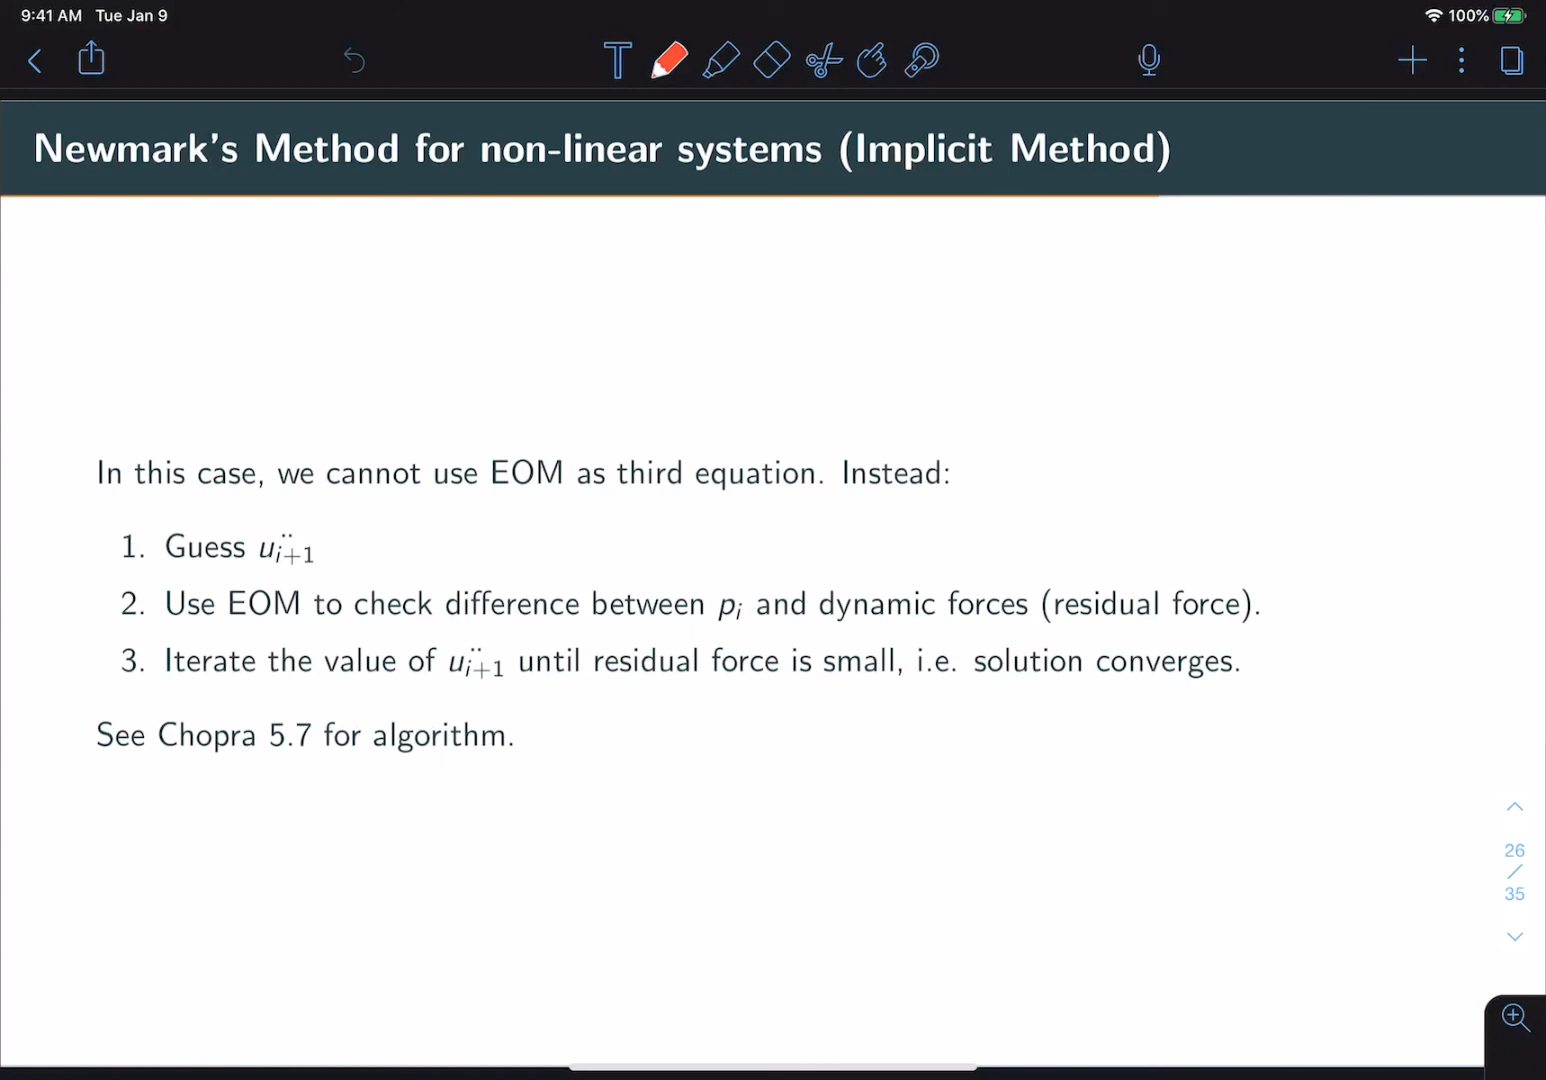 9:41 AM Tue Jan 9
100%
Newmark's Method for non-linear systems (Implicit Method)
In this case, we cannot use EOM as third equation. Instead:
1. Guess üᵢ₊₁
2. Use EOM to check difference between pᵢ and dynamic forces (residual force).
3. Iterate the value of üᵢ₊₁ until residual force is small, i.e. solution converges.
See Chopra 5.7 for algorithm.
26
/
35